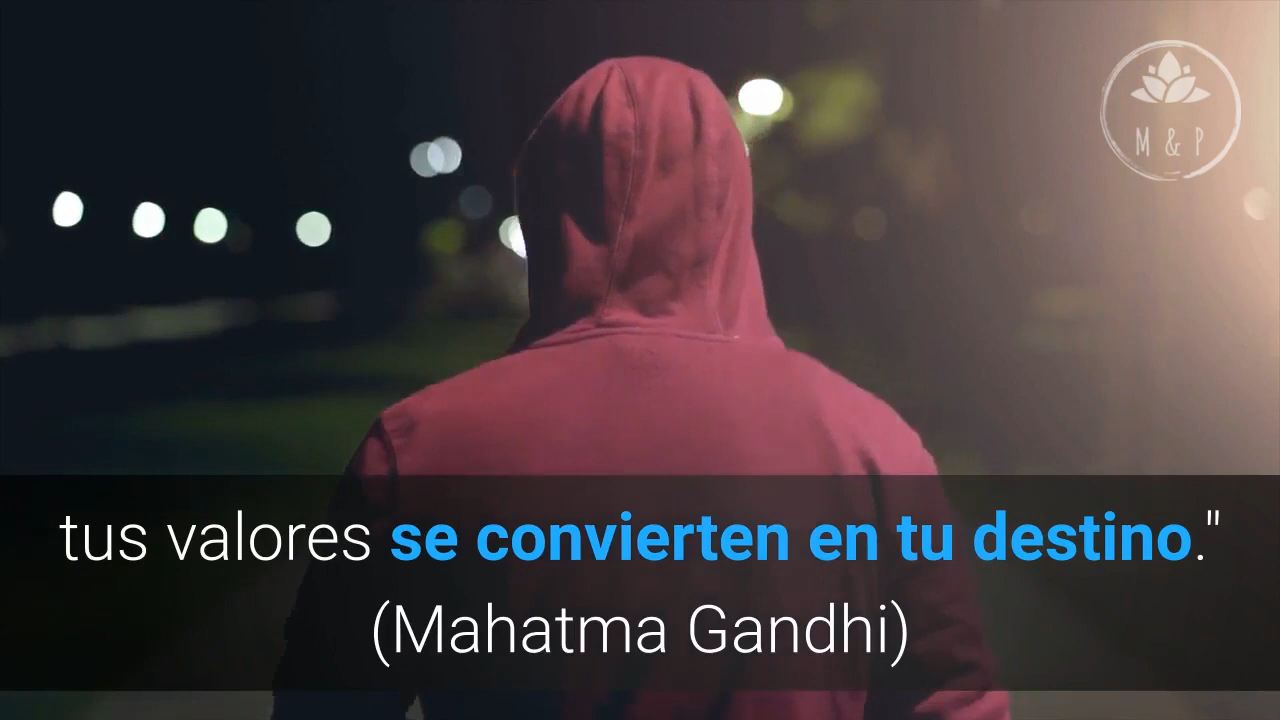 M & P
tus valores se convierten en tu destino."
(Mahatma Gandhi)